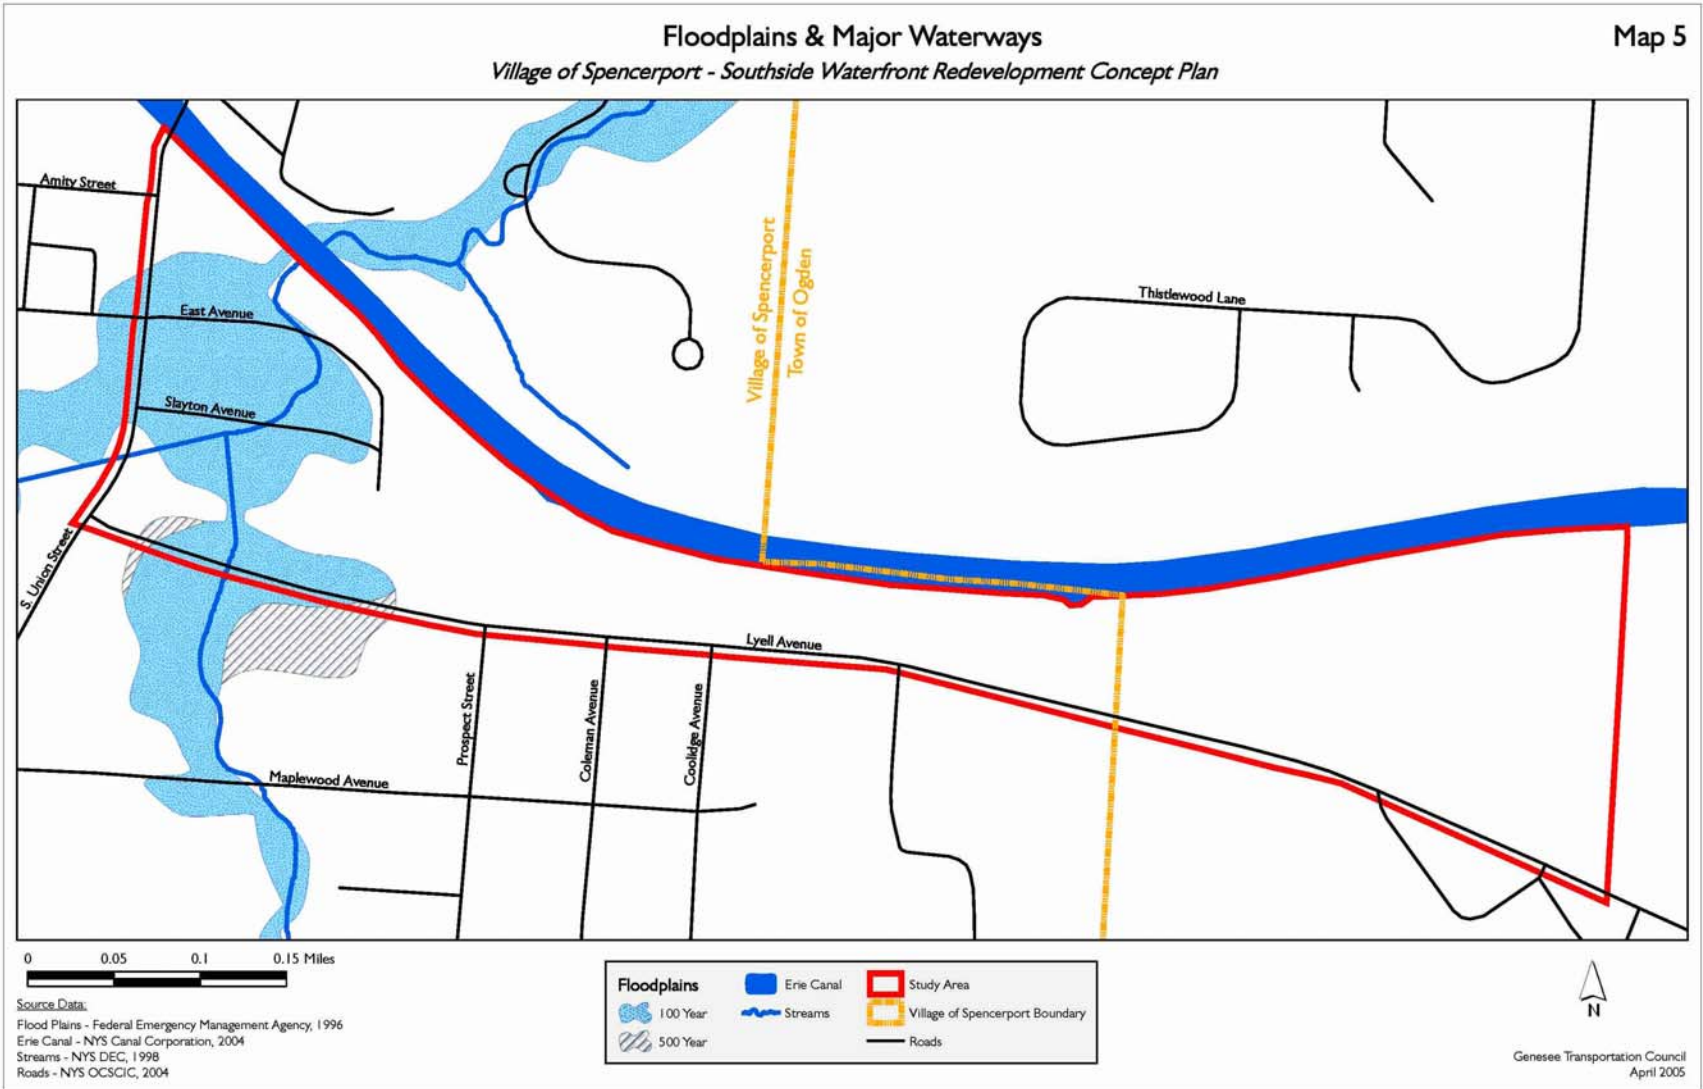 Floodplains & Major Waterways
Map 5
Village of Spencerport - Southside Waterfront Redevelopment Concept Plan
Amity Street
East Avenue
Slayton Avenue
S. Union Street
Village of Spencerport
Town of Ogden
Thistlewood Lane
Lyell Avenue
Prospect Street
Coleman Avenue
Coolidge Avenue
Maplewood Avenue
0 0.05 0.1 0.15 Miles
Source Data:
Flood Plains - Federal Emergency Management Agency, 1996
Erie Canal - NYS Canal Corporation, 2004
Streams - NYS DEC, 1998
Roads - NYS OCSCIC, 2004
Floodplains
100 Year
500 Year
Erie Canal
Streams
Study Area
Village of Spencerport Boundary
Roads
N
Genesee Transportation Council
April 2005